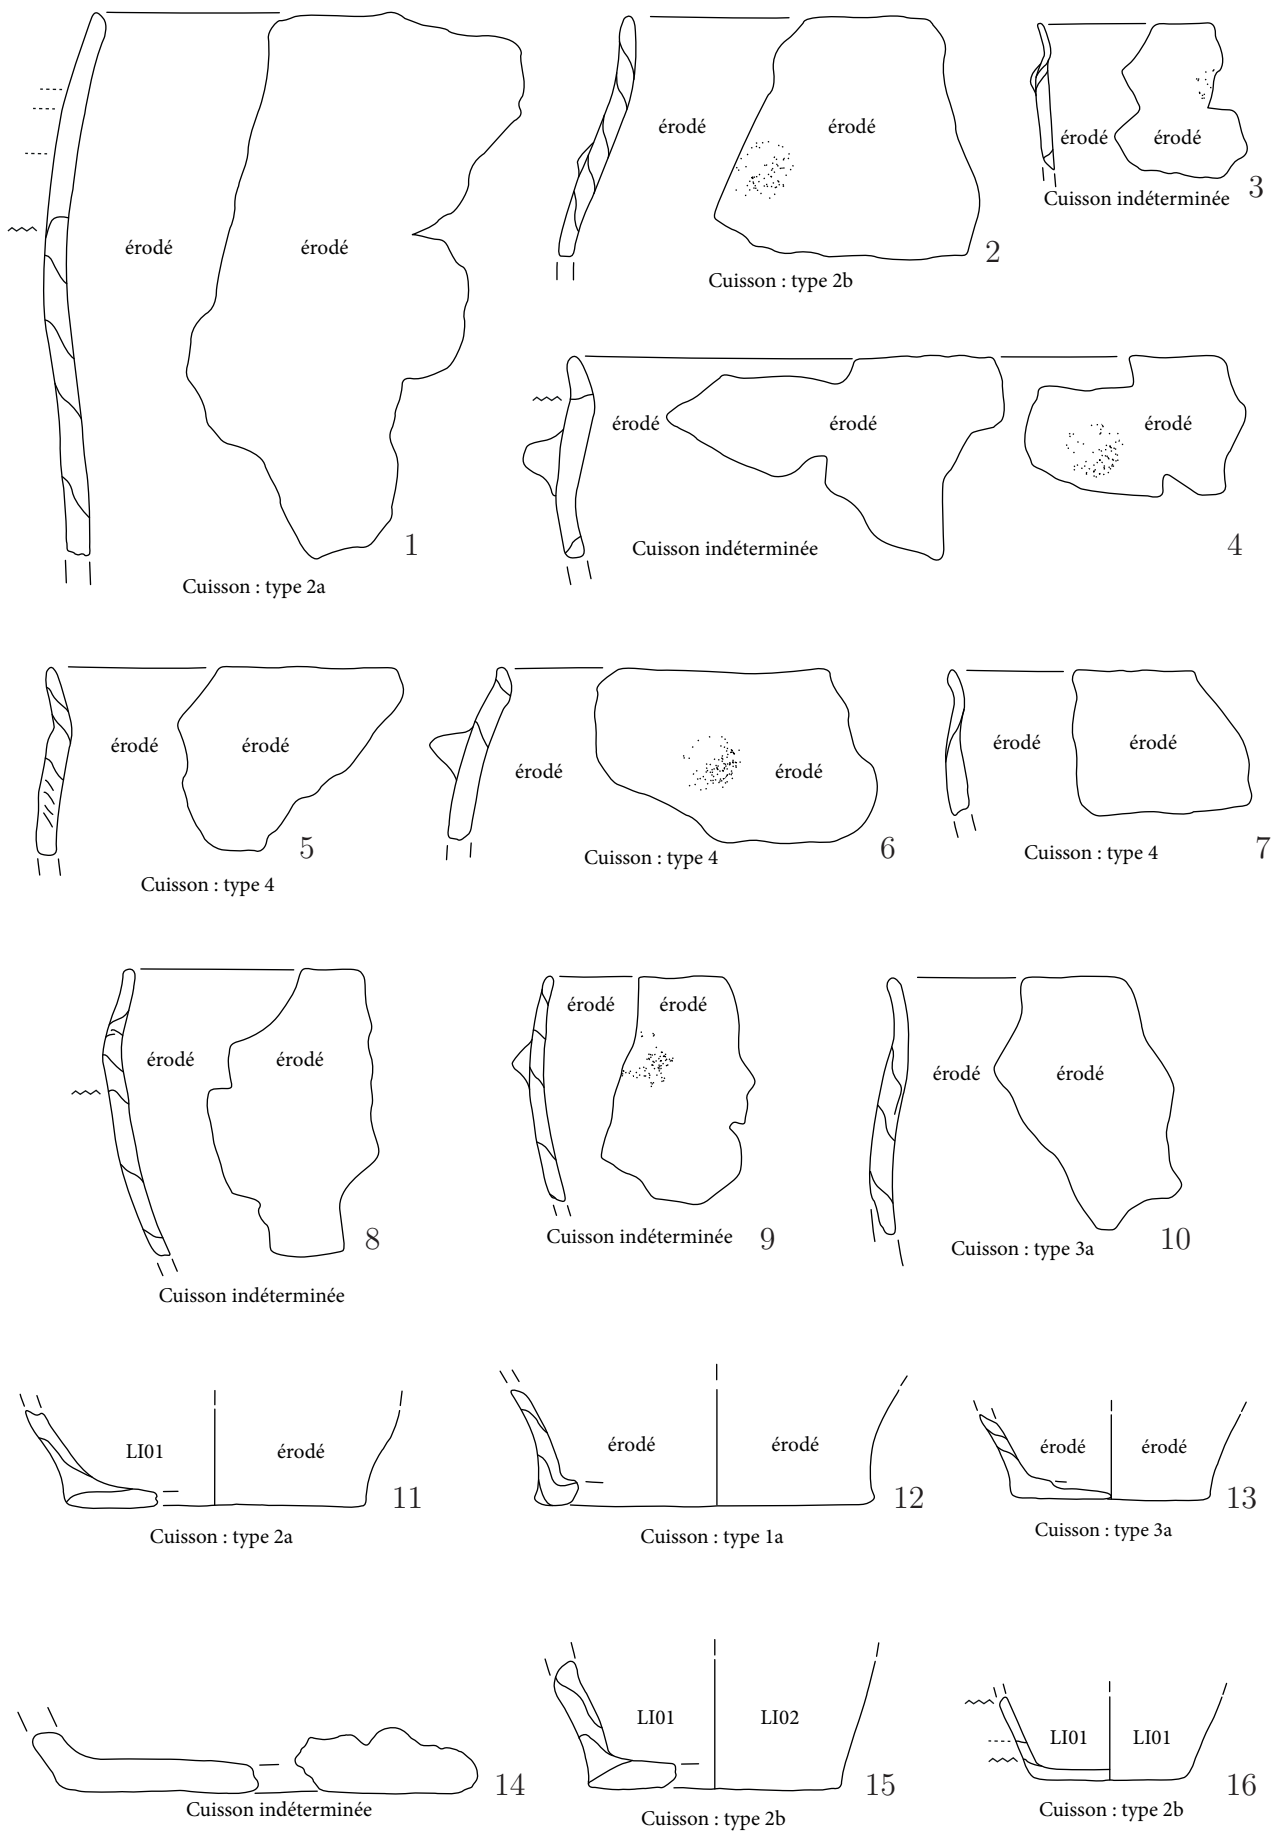 érodé érodé
1
Cuisson : type 2a
érodé érodé
2
Cuisson : type 2b
érodé érodé
3
Cuisson indéterminée
érodé érodé érodé
4
Cuisson indéterminée
érodé érodé
5
Cuisson : type 4
érodé érodé
6
Cuisson : type 4
érodé érodé
7
Cuisson : type 4
érodé érodé
8
Cuisson indéterminée
érodé érodé
9
Cuisson indéterminée
érodé érodé
10
Cuisson : type 3a
LI01 érodé
11
Cuisson : type 2a
érodé érodé
12
Cuisson : type 1a
érodé érodé
13
Cuisson : type 3a
14
Cuisson indéterminée
LI01 LI02
15
Cuisson : type 2b
LI01 LI01
16
Cuisson : type 2b